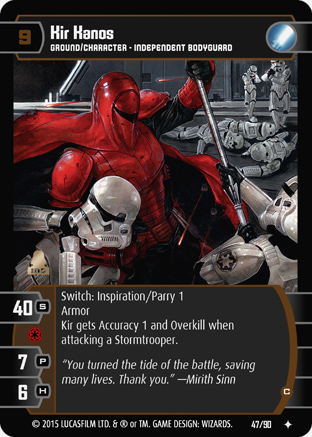 9
Kir Kanos
GROUND/CHARACTER - INDEPENDENT BODYGUARD
40 S
Switch: Inspiration/Parry 1
Armor
Kir gets Accuracy 1 and Overkill when
attacking a Stormtrooper.
7 P
“You turned the tide of the battle, saving
many lives. Thank you.” —Mirith Sinn
6 H
C
© 2015 LUCASFILM LTD. & ® or TM. GAME DESIGN: WIZARDS.
47/90